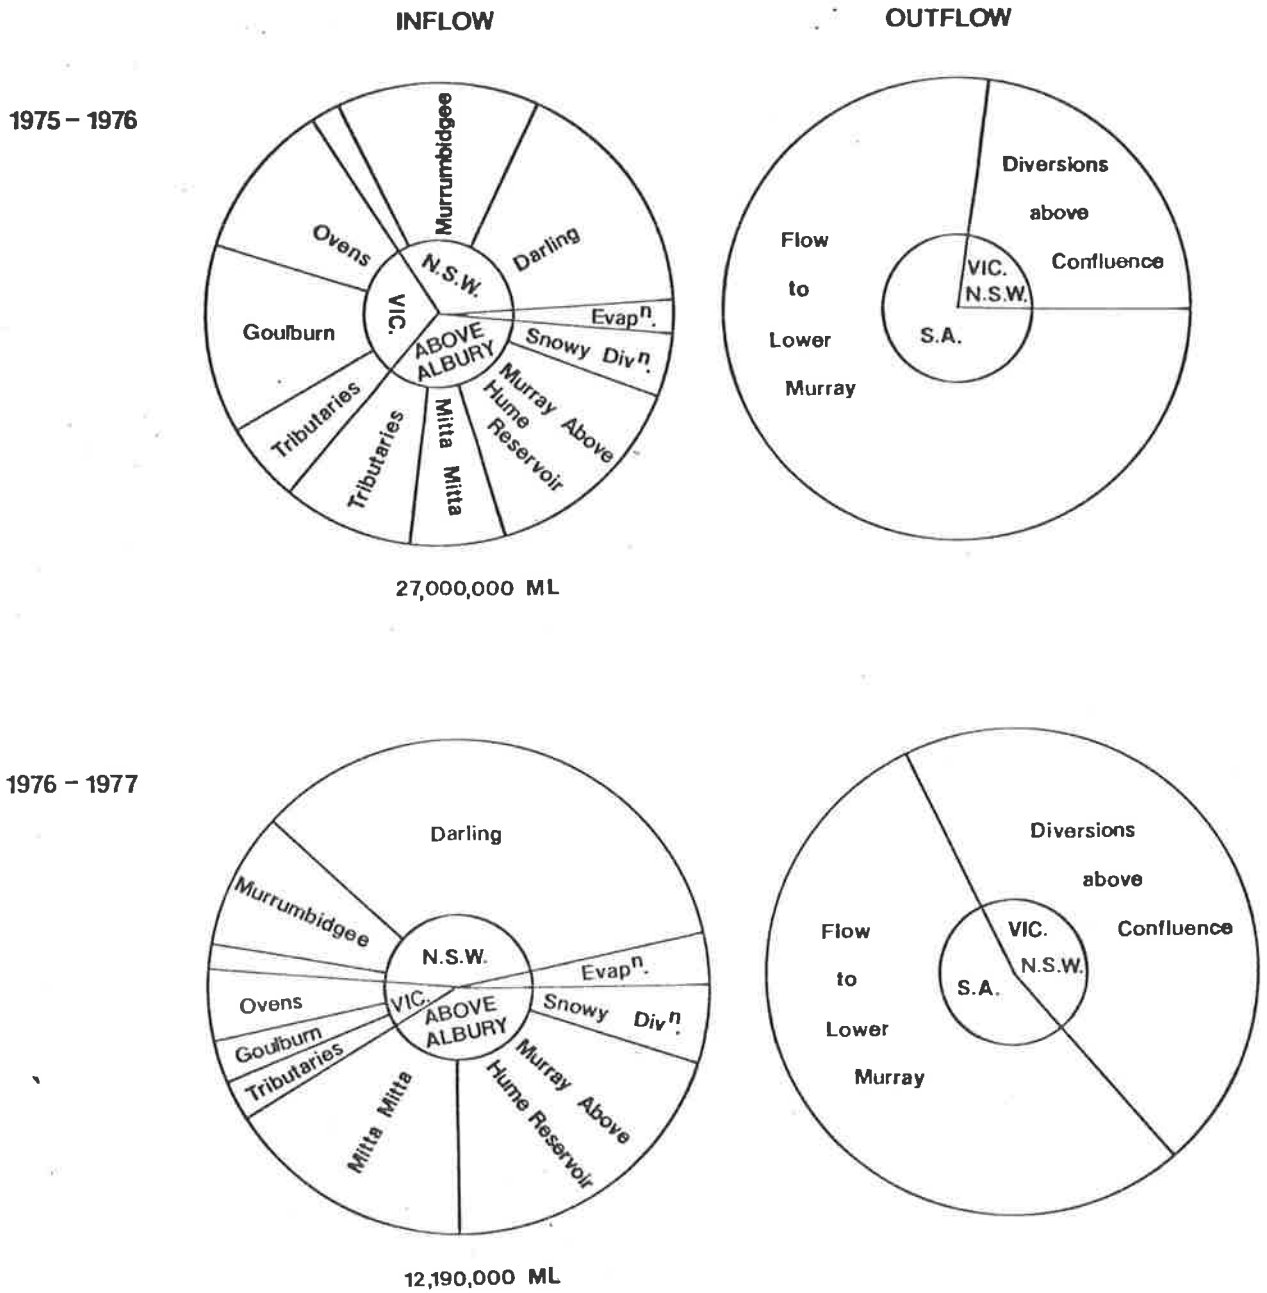 INFLOW
OUTFLOW
1975 – 1976
Murrumbidgee
Darling
N.S.W.
Ovens
VIC.
Goulburn
Tributaries
ABOVE
ALBURY
Evapⁿ.
Snowy Divⁿ.
Murray Above
Hume
Reservoir
Mitta Mitta
Tributaries
27,000,000 ML
Diversions
above
Confluence
VIC.
N.S.W.
Flow
to
Lower
Murray
S.A.
1976 – 1977
Darling
Murrumbidgee
N.S.W.
Evapⁿ.
Ovens
VIC.
Goulburn
Tributaries
ABOVE
ALBURY
Snowy Divⁿ.
Murray Above
Hume Reservoir
Mitta Mitta
12,190,000 ML
Diversions
above
Confluence
VIC.
N.S.W.
Flow
to
Lower
Murray
S.A.